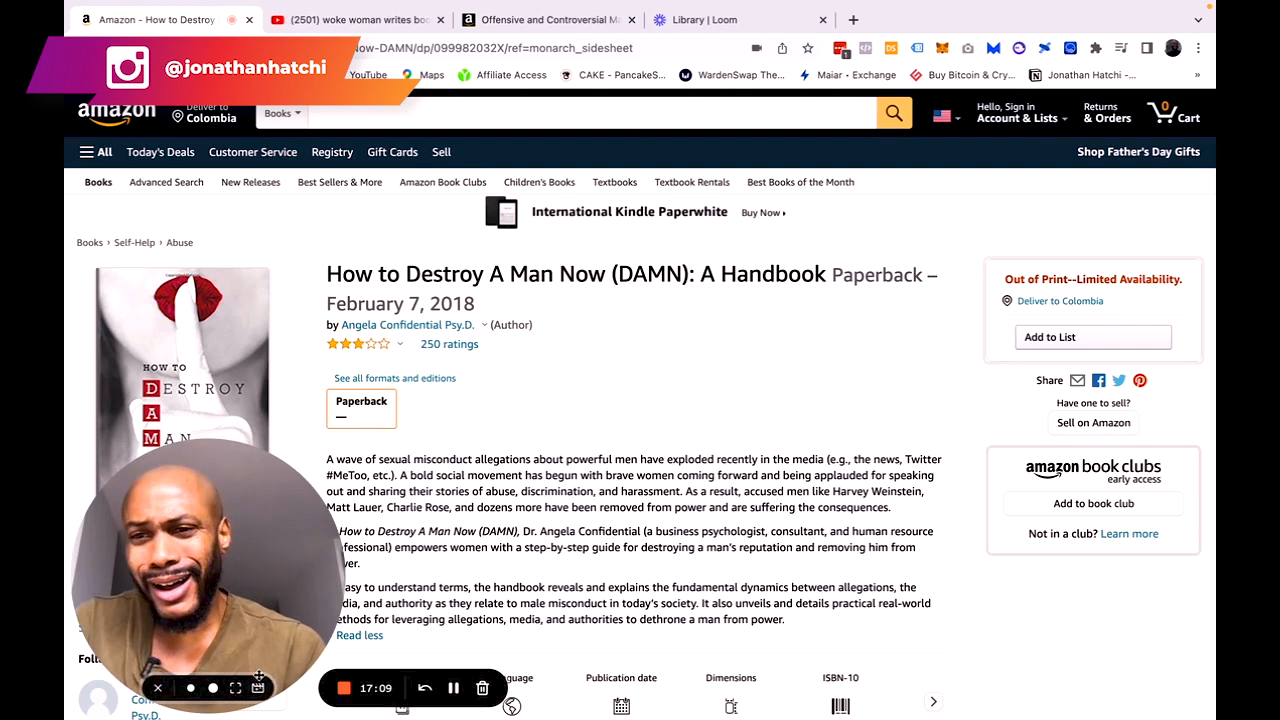 Amazon - How to Destroy
(2501) woke woman writes boo
Offensive and Controversial Ma
Library | Loom
@jonathanhatchi
ow-DAMN/dp/099982032X/ref=monarch_sidesheet
YouTube
Maps
Affiliate Access
CAKE - PancakeS...
WardenSwap The...
Maiar • Exchange
Buy Bitcoin & Cry...
Jonathan Hatchi -...
amazon
Deliver to
Colombia
Books
Hello, Sign in
Account & Lists
Returns
& Orders
0
Cart
All
Today's Deals
Customer Service
Registry
Gift Cards
Sell
Shop Father's Day Gifts
Books
Advanced Search
New Releases
Best Sellers & More
Amazon Book Clubs
Children's Books
Textbooks
Textbook Rentals
Best Books of the Month
International Kindle Paperwhite
Buy Now
Books › Self-Help › Abuse
HOW TO
DESTROY
A
MAN
How to Destroy A Man Now (DAMN): A Handbook Paperback –
February 7, 2018
by Angela Confidential Psy.D. (Author)
250 ratings
See all formats and editions
Paperback
—
A wave of sexual misconduct allegations about powerful men have exploded recently in the media (e.g., the news, Twitter
#MeToo, etc.). A bold social movement has begun with brave women coming forward and being applauded for speaking
out and sharing their stories of abuse, discrimination, and harassment. As a result, accused men like Harvey Weinstein,
Matt Lauer, Charlie Rose, and dozens more have been removed from power and are suffering the consequences.
How to Destroy A Man Now (DAMN), Dr. Angela Confidential (a business psychologist, consultant, and human resource
ofessional) empowers women with a step-by-step guide for destroying a man's reputation and removing him from
wer.
easy to understand terms, the handbook reveals and explains the fundamental dynamics between allegations, the
dia, and authority as they relate to male misconduct in today's society. It also unveils and details practical real-world
ethods for leveraging allegations, media, and authorities to dethrone a man from power.
Read less
Out of Print--Limited Availability.
Deliver to Colombia
Add to List
Share
Have one to sell?
Sell on Amazon
amazon book clubs
early access
Add to book club
Not in a club? Learn more
Follo
Con
Psy.D.
17:09
guage
Publication date
Dimensions
ISBN-10